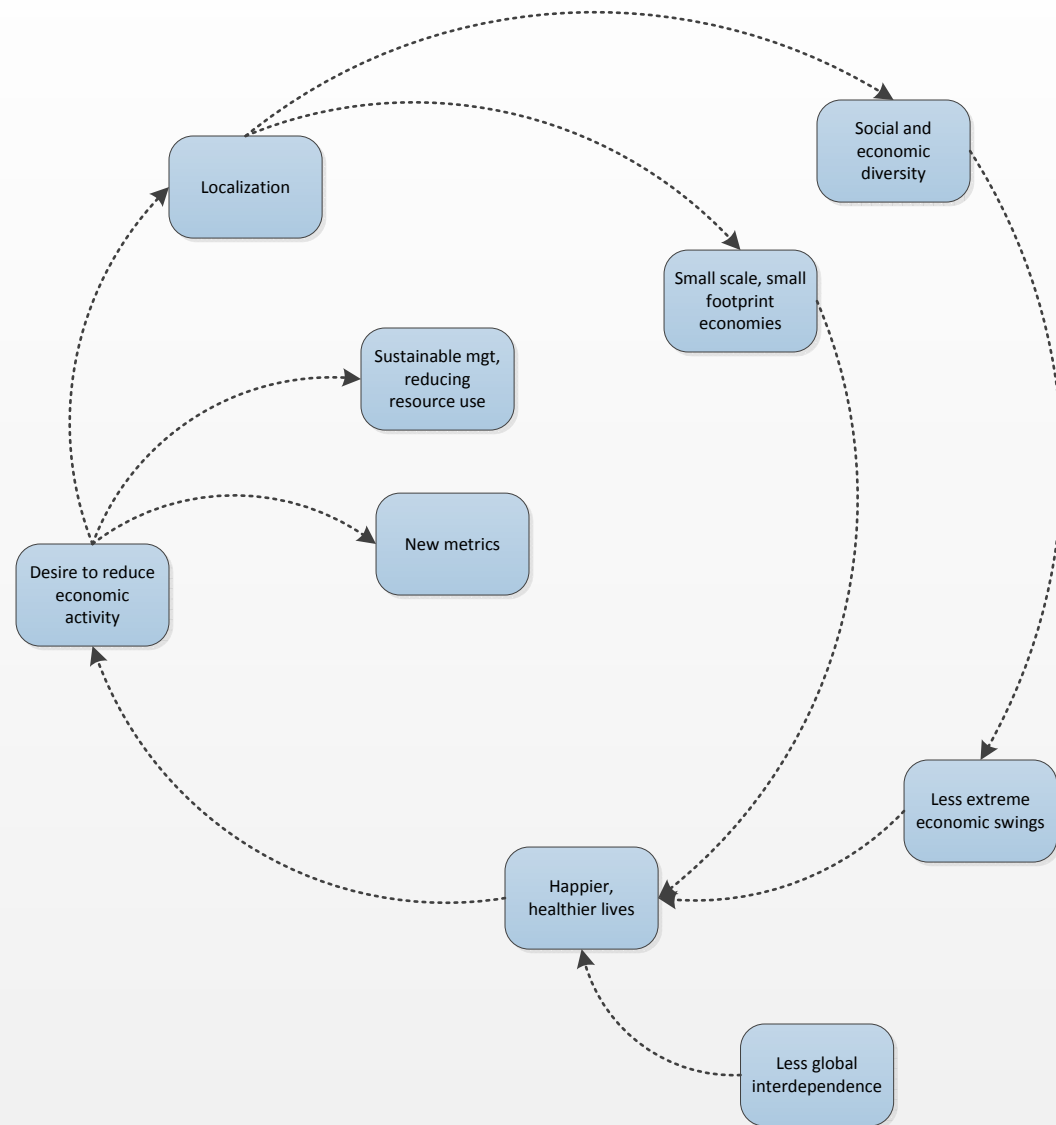 Social and
economic
diversity
Localization
Small scale, small
footprint
economies
Sustainable mgt,
reducing
resource use
New metrics
Desire to reduce
economic
activity
Less extreme
economic swings
Happier,
healthier lives
Less global
interdependence